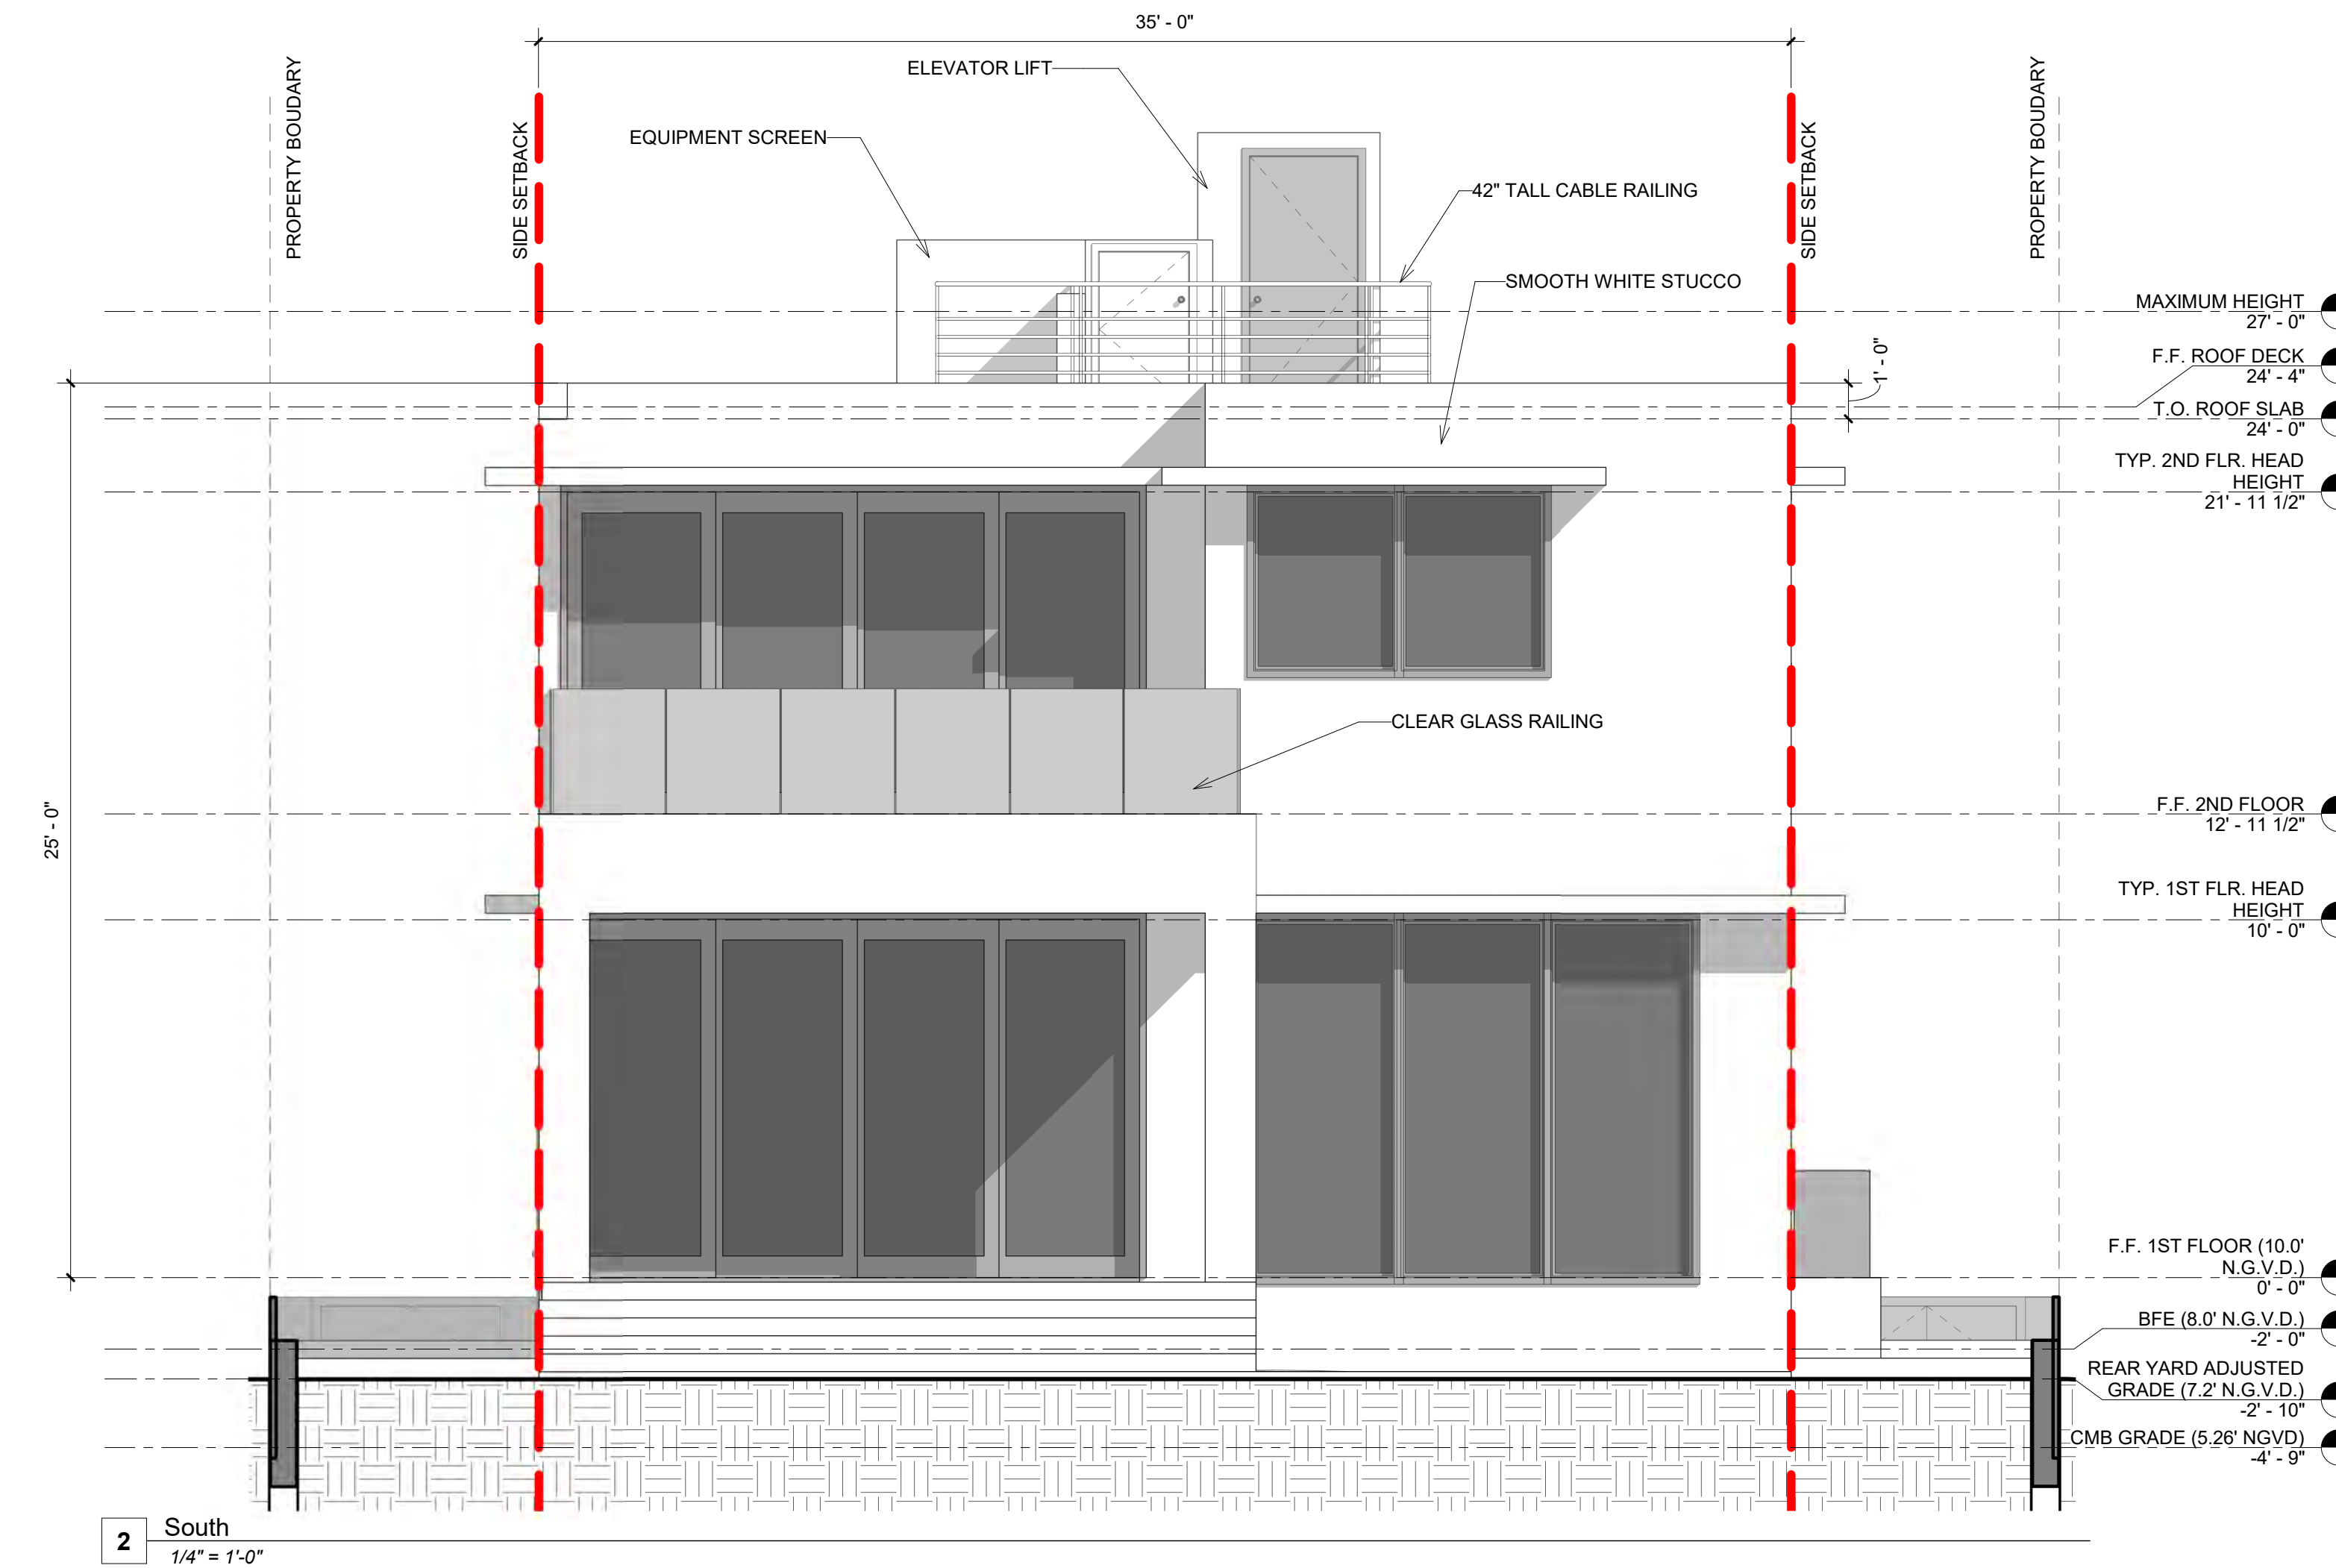 35' - 0"
ELEVATOR LIFT
PROPERTY BOUDARY
PROPERTY BOUDARY
SIDE SETBACK
SIDE SETBACK
EQUIPMENT SCREEN
42" TALL CABLE RAILING
SMOOTH WHITE STUCCO
MAXIMUM HEIGHT
27' - 0"
1' - 0"
F.F. ROOF DECK
24' - 4"
T.O. ROOF SLAB
24' - 0"
TYP. 2ND FLR. HEAD
HEIGHT
21' - 11 1/2"
CLEAR GLASS RAILING
25' - 0"
F.F. 2ND FLOOR
12' - 11 1/2"
TYP. 1ST FLR. HEAD
HEIGHT
10' - 0"
F.F. 1ST FLOOR (10.0'
N.G.V.D.)
0' - 0"
BFE (8.0' N.G.V.D.)
-2' - 0"
REAR YARD ADJUSTED
GRADE (7.2' N.G.V.D.)
-2' - 10"
CMB GRADE (5.26' NGVD)
-4' - 9"
2
South
1/4" = 1'-0"